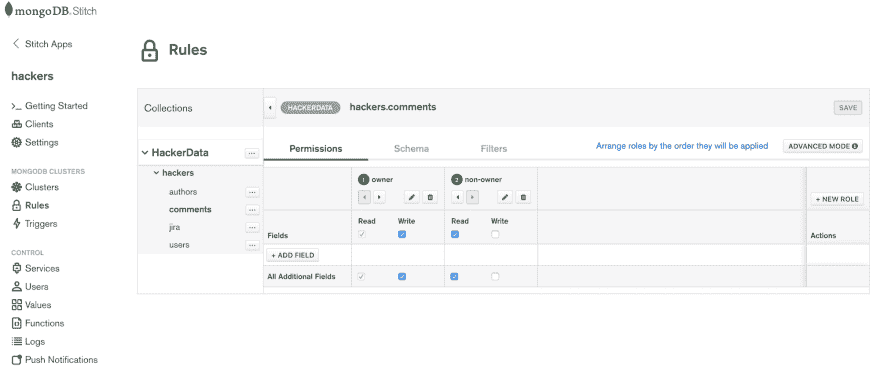 mongoDB. Stitch
Stitch Apps
hackers
Getting Started
Clients
Settings
MONGODB CLUSTERS
Clusters
Rules
Triggers
CONTROL
Services
Users
Values
Functions
Logs
Push Notifications
Rules
Collections
HackerData
hackers
authors
comments
jira
users
HACKERDATA hackers.comments SAVE
Permissions Schema Filters Arrange roles by the order they will be applied ADVANCED MODE
1 owner 2 non-owner
+ NEW ROLE
Read Write Read Write
Fields Actions
+ ADD FIELD
All Additional Fields